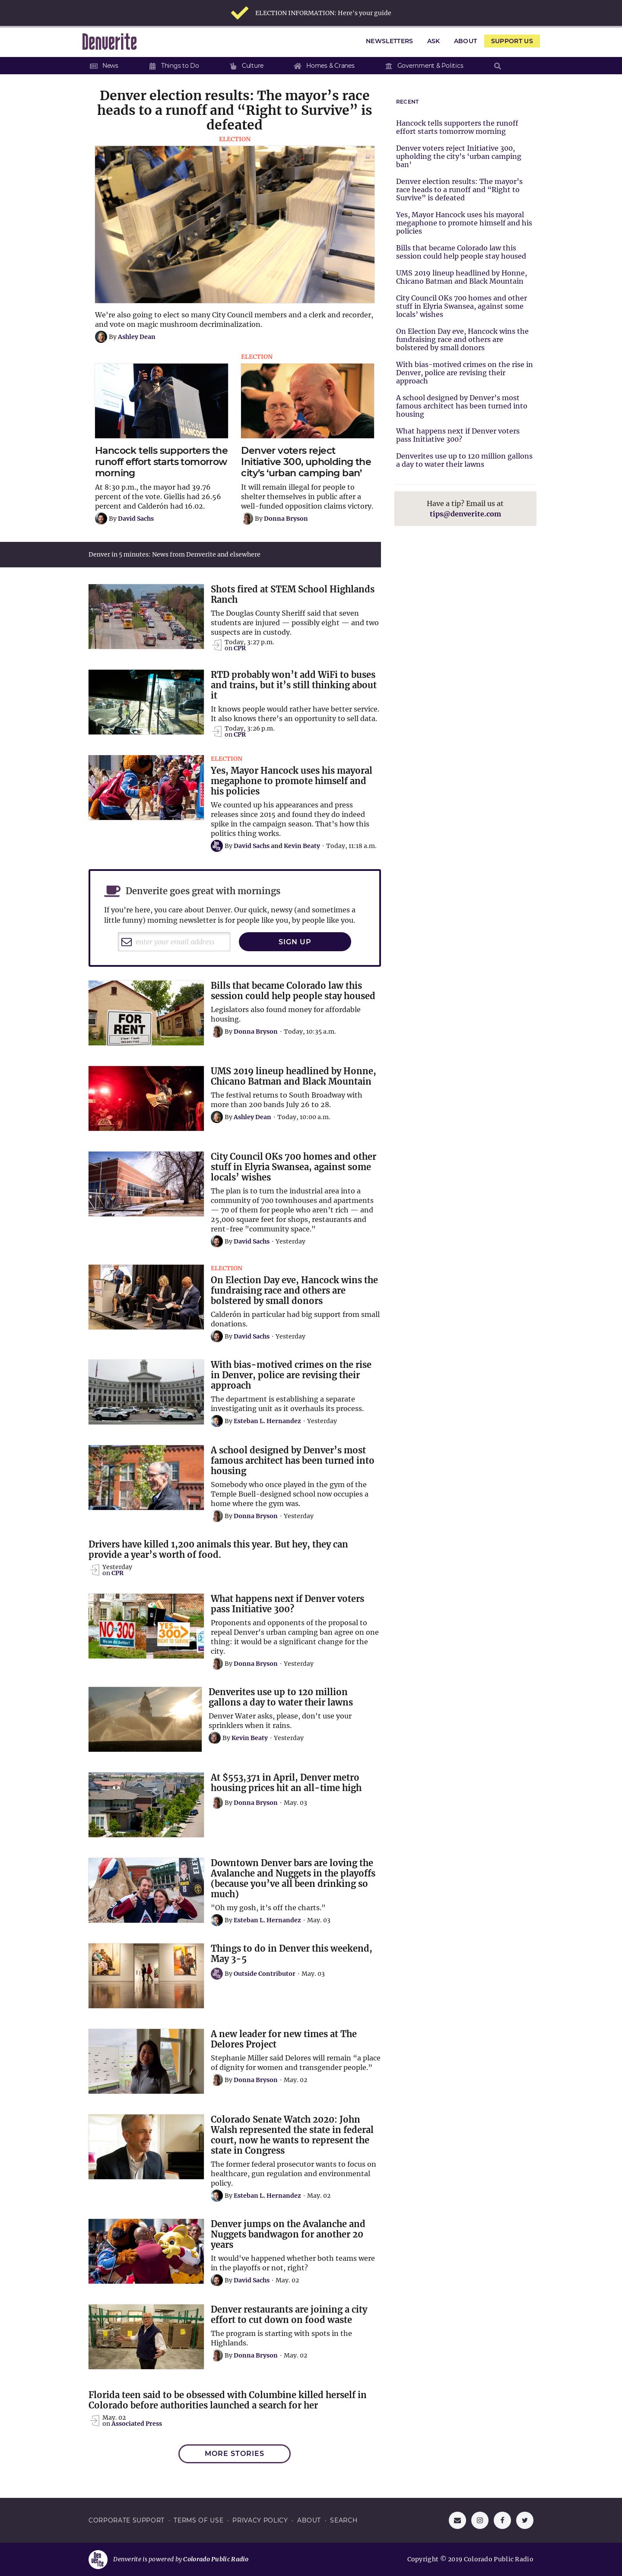 ELECTION INFORMATION: Here's your guide
Denverite
NEWSLETTERS ASK ABOUT SUPPORT US
News Things to Do Culture Homes & Cranes Government & Politics
Denver election results: The mayor's race
heads to a runoff and "Right to Survive" is
defeated
ELECTION
We're also going to elect so many City Council members and a clerk and recorder,
and vote on magic mushroom decriminalization.
By Ashley Dean
Hancock tells supporters the
runoff effort starts tomorrow
morning
At 8:30 p.m., the mayor had 39.76
percent of the vote. Giellis had 26.56
percent and Calderón had 16.02.
By David Sachs
ELECTION
Denver voters reject
Initiative 300, upholding the
city's 'urban camping ban'
It will remain illegal for people to
shelter themselves in public after a
well-funded opposition claims victory.
By Donna Bryson
RECENT
Hancock tells supporters the runoff
effort starts tomorrow morning
Denver voters reject Initiative 300,
upholding the city's 'urban camping
ban'
Denver election results: The mayor's
race heads to a runoff and "Right to
Survive" is defeated
Yes, Mayor Hancock uses his mayoral
megaphone to promote himself and his
policies
Bills that became Colorado law this
session could help people stay housed
UMS 2019 lineup headlined by Honne,
Chicano Batman and Black Mountain
City Council OKs 700 homes and other
stuff in Elyria Swansea, against some
locals' wishes
On Election Day eve, Hancock wins the
fundraising race and others are
bolstered by small donors
With bias-motived crimes on the rise in
Denver, police are revising their
approach
A school designed by Denver's most
famous architect has been turned into
housing
What happens next if Denver voters
pass Initiative 300?
Denverites use up to 120 million gallons
a day to water their lawns
Have a tip? Email us at
tips@denverite.com
Denver in 5 minutes: News from Denverite and elsewhere
Shots fired at STEM School Highlands
Ranch
The Douglas County Sheriff said that seven
students are injured — possibly eight — and two
suspects are in custody.
Today, 3:27 p.m.
on CPR
RTD probably won't add WiFi to buses
and trains, but it's still thinking about
it
It knows people would rather have better service.
It also knows there's an opportunity to sell data.
Today, 3:26 p.m.
on CPR
ELECTION
Yes, Mayor Hancock uses his mayoral
megaphone to promote himself and
his policies
We counted up his appearances and press
releases since 2015 and found they do indeed
spike in the campaign season. That's how this
politics thing works.
By David Sachs and Kevin Beaty · Today, 11:18 a.m.
Denverite goes great with mornings
If you're here, you care about Denver. Our quick, newsy (and sometimes a
little funny) morning newsletter is for people like you, by people like you.
enter your email address SIGN UP
FOR
RENT
Bills that became Colorado law this
session could help people stay housed
Legislators also found money for affordable
housing.
By Donna Bryson · Today, 10:35 a.m.
UMS 2019 lineup headlined by Honne,
Chicano Batman and Black Mountain
The festival returns to South Broadway with
more than 200 bands July 26 to 28.
By Ashley Dean · Today, 10:00 a.m.
City Council OKs 700 homes and other
stuff in Elyria Swansea, against some
locals' wishes
The plan is to turn the industrial area into a
community of 700 townhouses and apartments
— 70 of them for people who aren't rich — and
25,000 square feet for shops, restaurants and
rent-free "community space."
By David Sachs · Yesterday
ELECTION
On Election Day eve, Hancock wins the
fundraising race and others are
bolstered by small donors
Calderón in particular had big support from small
donations.
By David Sachs · Yesterday
With bias-motived crimes on the rise
in Denver, police are revising their
approach
The department is establishing a separate
investigating unit as it overhauls its process.
By Esteban L. Hernandez · Yesterday
A school designed by Denver's most
famous architect has been turned into
housing
Somebody who once played in the gym of the
Temple Buell-designed school now occupies a
home where the gym was.
By Donna Bryson · Yesterday
Drivers have killed 1,200 animals this year. But hey, they can
provide a year's worth of food.
Yesterday
on CPR
NO·300
YES
300
What happens next if Denver voters
pass Initiative 300?
Proponents and opponents of the proposal to
repeal Denver's urban camping ban agree on one
thing: it would be a significant change for the
city.
By Donna Bryson · Yesterday
Denverites use up to 120 million
gallons a day to water their lawns
Denver Water asks, please, don't use your
sprinklers when it rains.
By Kevin Beaty · Yesterday
At $553,371 in April, Denver metro
housing prices hit an all-time high
By Donna Bryson · May. 03
Downtown Denver bars are loving the
Avalanche and Nuggets in the playoffs
(because you've all been drinking so
much)
"Oh my gosh, it's off the charts."
By Esteban L. Hernandez · May. 03
Things to do in Denver this weekend,
May 3-5
By Outside Contributor · May. 03
A new leader for new times at The
Delores Project
Stephanie Miller said Delores will remain "a place
of dignity for women and transgender people."
By Donna Bryson · May. 02
Colorado Senate Watch 2020: John
Walsh represented the state in federal
court, now he wants to represent the
state in Congress
The former federal prosecutor wants to focus on
healthcare, gun regulation and environmental
policy.
By Esteban L. Hernandez · May. 02
Denver jumps on the Avalanche and
Nuggets bandwagon for another 20
years
It would've happened whether both teams were
in the playoffs or not, right?
By David Sachs · May. 02
Denver restaurants are joining a city
effort to cut down on food waste
The program is starting with spots in the
Highlands.
By Donna Bryson · May. 02
Florida teen said to be obsessed with Columbine killed herself in
Colorado before authorities launched a search for her
May. 02
on Associated Press
MORE STORIES
CORPORATE SUPPORT · TERMS OF USE · PRIVACY POLICY · ABOUT · SEARCH
Denverite is powered by Colorado Public Radio
Copyright © 2019 Colorado Public Radio